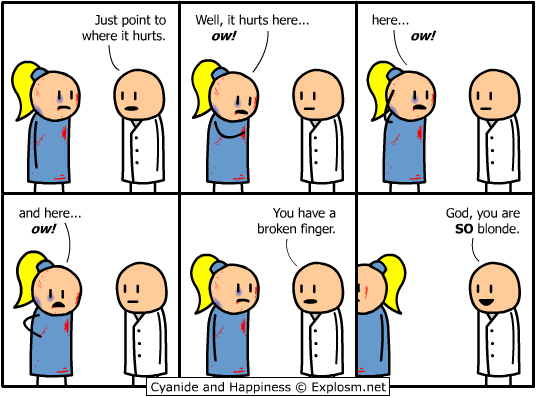 Just point to
where it hurts.
Well, it hurts here...
ow!
here...
ow!
and here...
ow!
You have a
broken finger.
God, you are
SO blonde.
Cyanide and Happiness © Explosm.net